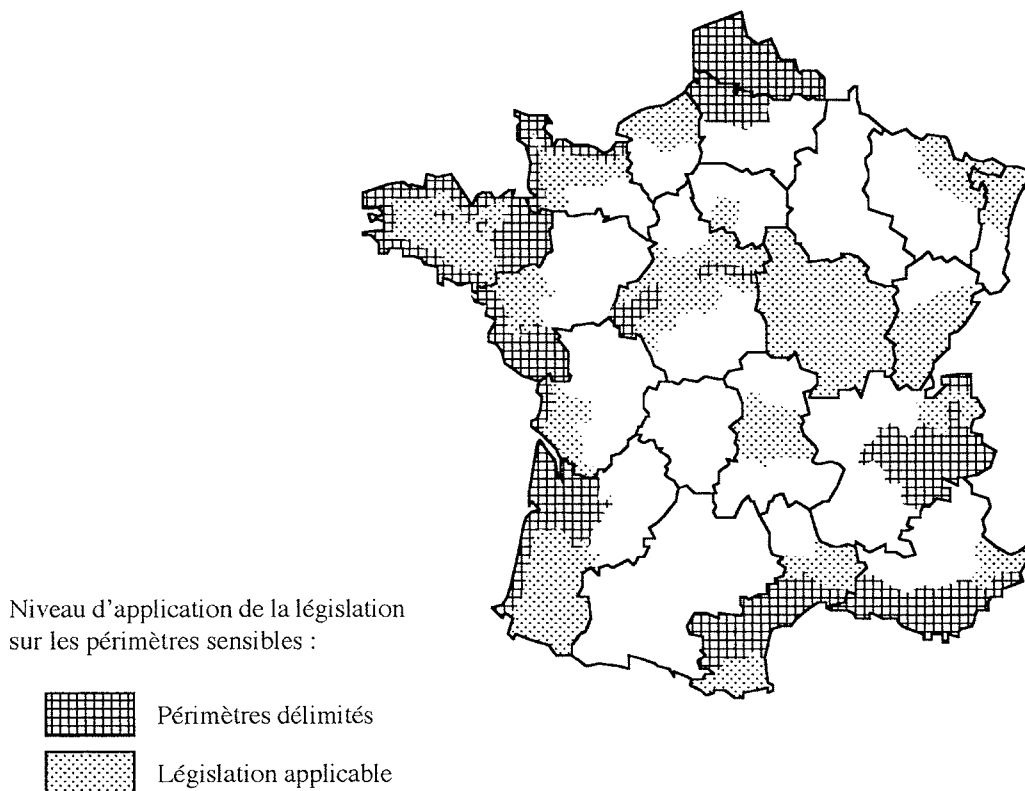 Niveau d'application de la législation
sur les périmètres sensibles :
Périmètres délimités
Législation applicable